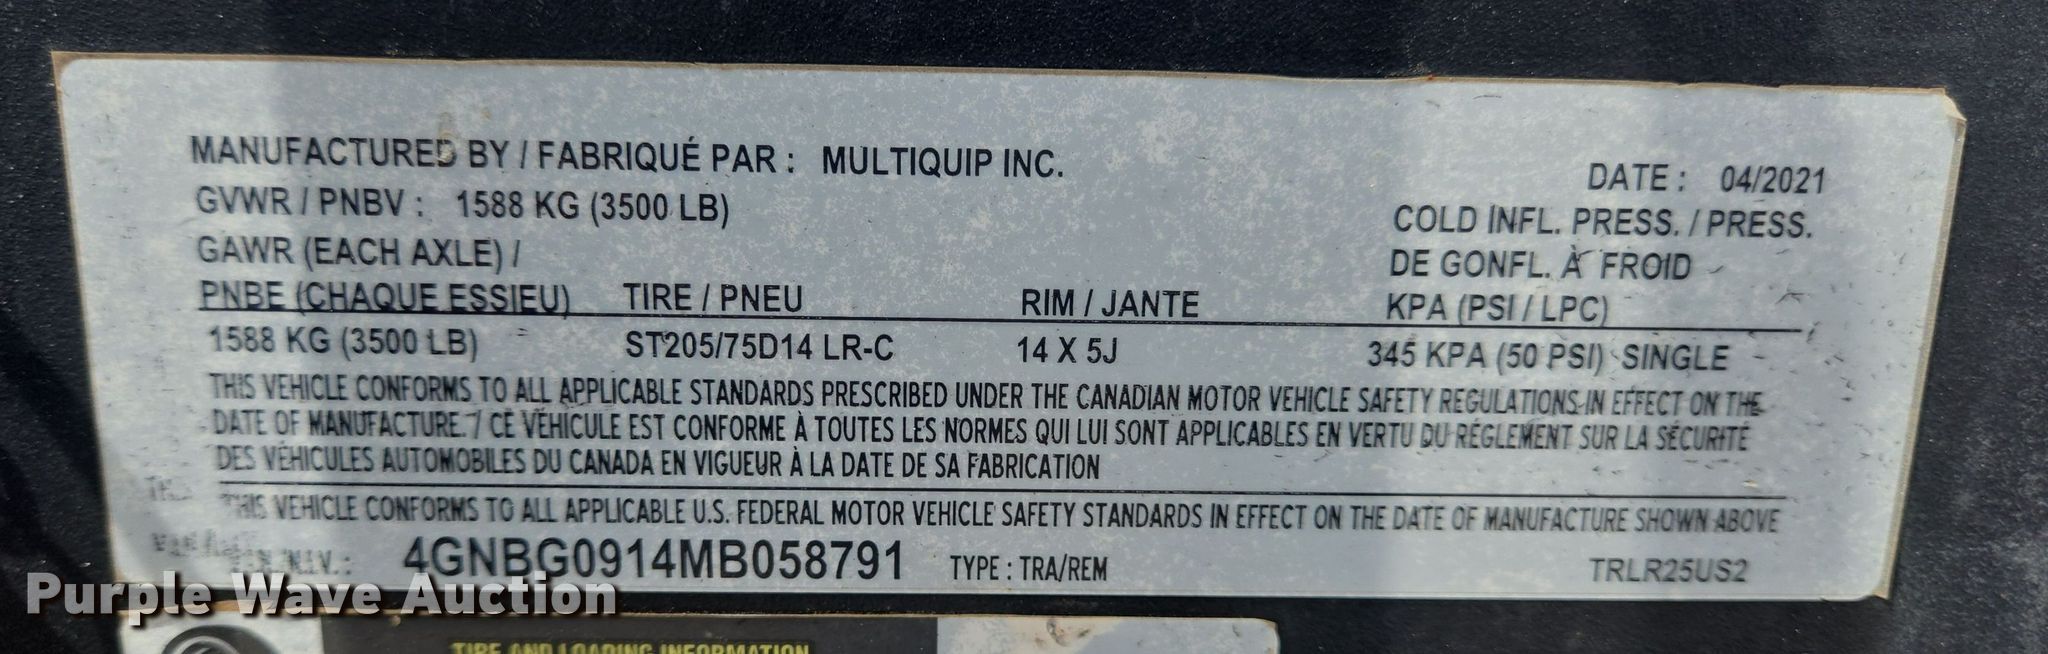 MANUFACTURED BY / FABRIQUÉ PAR : MULTIQUIP INC.
DATE : 04/2021
GVWR / PNBV : 1588 KG (3500 LB)
COLD INFL. PRESS. / PRESS.
GAWR (EACH AXLE) /
DE GONFL. À FROID
PNBE (CHAQUE ESSIEU) TIRE / PNEU RIM / JANTE KPA (PSI / LPC)
1588 KG (3500 LB) ST205/75D14 LR-C 14 X 5J 345 KPA (50 PSI) SINGLE
THIS VEHICLE CONFORMS TO ALL APPLICABLE STANDARDS PRESCRIBED UNDER THE CANADIAN MOTOR VEHICLE SAFETY REGULATIONS IN EFFECT ON THE
DATE OF MANUFACTURE. / CE VÉHICULE EST CONFORME À TOUTES LES NORMES QUI LUI SONT APPLICABLES EN VERTU DU RÉGLEMENT SUR LA SÉCURITÉ
DES VÉHICULES AUTOMOBILES DU CANADA EN VIGUEUR À LA DATE DE SA FABRICATION
THIS VEHICLE CONFORMS TO ALL APPLICABLE U.S. FEDERAL MOTOR VEHICLE SAFETY STANDARDS IN EFFECT ON THE DATE OF MANUFACTURE SHOWN ABOVE
4GNBG0914MB058791 TYPE : TRA/REM TRLR25US2
Purple Wave Auction
TIRE AND LOADING INFORMATION